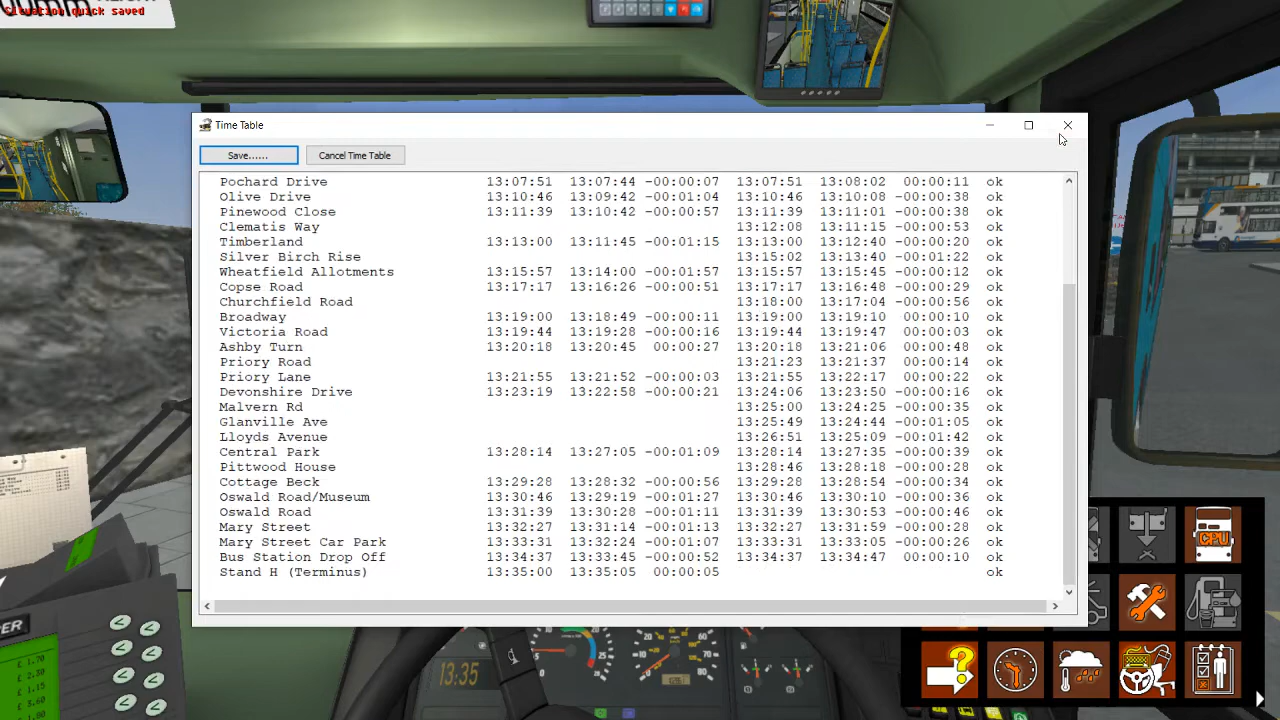 Situation quick saved
Time Table
Save......
Cancel Time Table
Pochard Drive 13:07:51 13:07:44 -00:00:07 13:07:51 13:08:02 00:00:11 ok
Olive Drive 13:10:46 13:09:42 -00:01:04 13:10:46 13:10:08 -00:00:38 ok
Pinewood Close 13:11:39 13:10:42 -00:00:57 13:11:39 13:11:01 -00:00:38 ok
Clematis Way 13:12:08 13:11:15 -00:00:53 ok
Timberland 13:13:00 13:11:45 -00:01:15 13:13:00 13:12:40 -00:00:20 ok
Silver Birch Rise 13:15:02 13:13:40 -00:01:22 ok
Wheatfield Allotments 13:15:57 13:14:00 -00:01:57 13:15:57 13:15:45 -00:00:12 ok
Copse Road 13:17:17 13:16:26 -00:00:51 13:17:17 13:16:48 -00:00:29 ok
Churchfield Road 13:18:00 13:17:04 -00:00:56 ok
Broadway 13:19:00 13:18:49 -00:00:11 13:19:00 13:19:10 00:00:10 ok
Victoria Road 13:19:44 13:19:28 -00:00:16 13:19:44 13:19:47 00:00:03 ok
Ashby Turn 13:20:18 13:20:45 00:00:27 13:20:18 13:21:06 00:00:48 ok
Priory Road 13:21:23 13:21:37 00:00:14 ok
Priory Lane 13:21:55 13:21:52 -00:00:03 13:21:55 13:22:17 00:00:22 ok
Devonshire Drive 13:23:19 13:22:58 -00:00:21 13:24:06 13:23:50 -00:00:16 ok
Malvern Rd 13:25:00 13:24:25 -00:00:35 ok
Glanville Ave 13:25:49 13:24:44 -00:01:05 ok
Lloyds Avenue 13:26:51 13:25:09 -00:01:42 ok
Central Park 13:28:14 13:27:05 -00:01:09 13:28:14 13:27:35 -00:00:39 ok
Pittwood House 13:28:46 13:28:18 -00:00:28 ok
Cottage Beck 13:29:28 13:28:32 -00:00:56 13:29:28 13:28:54 -00:00:34 ok
Oswald Road/Museum 13:30:46 13:29:19 -00:01:27 13:30:46 13:30:10 -00:00:36 ok
Oswald Road 13:31:39 13:30:28 -00:01:11 13:31:39 13:30:53 -00:00:46 ok
Mary Street 13:32:27 13:31:14 -00:01:13 13:32:27 13:31:59 -00:00:28 ok
Mary Street Car Park 13:33:31 13:32:24 -00:01:07 13:33:31 13:33:05 -00:00:26 ok
Bus Station Drop Off 13:34:37 13:33:45 -00:00:52 13:34:37 13:34:47 00:00:10 ok
Stand H (Terminus) 13:35:00 13:35:05 00:00:05 ok
CPU
13:35
£ 1.70
£ 1.15
£ 3.60